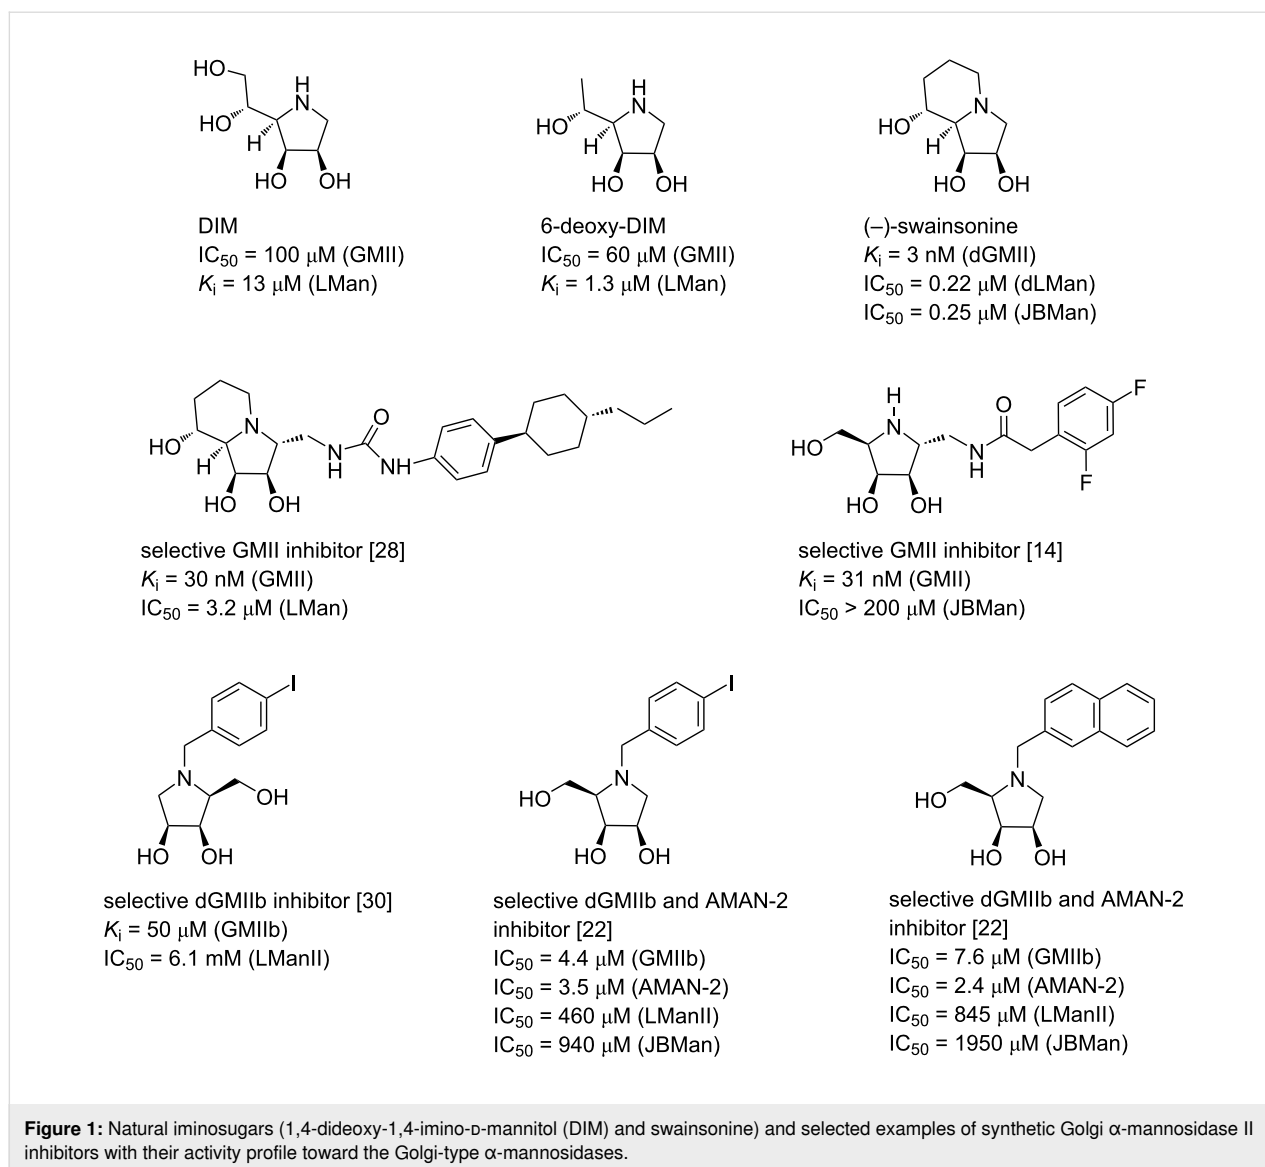 HO
HO
H
N
H
HO
OH
DIM
IC50 = 100 μM (GMII)
Ki = 13 μM (LMan)
HO
H
N
H
HO
OH
6-deoxy-DIM
IC50 = 60 μM (GMII)
Ki = 1.3 μM (LMan)
HO
N
H
HO
OH
(–)-swainsonine
Ki = 3 nM (dGMII)
IC50 = 0.22 μM (dLMan)
IC50 = 0.25 μM (JBMan)
HO
N
H
HO
OH
N
H
O
NH
selective GMII inhibitor [28]
Ki = 30 nM (GMII)
IC50 = 3.2 μM (LMan)
HO
H
N
HO
OH
N
H
O
F
F
selective GMII inhibitor [14]
Ki = 31 nM (GMII)
IC50 > 200 μM (JBMan)
I
N
OH
HO
OH
selective dGMIIb inhibitor [30]
Ki = 50 μM (GMIIb)
IC50 = 6.1 mM (LManII)
I
N
HO
HO
OH
selective dGMIIb and AMAN-2
inhibitor [22]
IC50 = 4.4 μM (GMIIb)
IC50 = 3.5 μM (AMAN-2)
IC50 = 460 μM (LManII)
IC50 = 940 μM (JBMan)
N
HO
HO
OH
selective dGMIIb and AMAN-2
inhibitor [22]
IC50 = 7.6 μM (GMIIb)
IC50 = 2.4 μM (AMAN-2)
IC50 = 845 μM (LManII)
IC50 = 1950 μM (JBMan)
Figure 1: Natural iminosugars (1,4-dideoxy-1,4-imino-ᴅ-mannitol (DIM) and swainsonine) and selected examples of synthetic Golgi α-mannosidase II
inhibitors with their activity profile toward the Golgi-type α-mannosidases.